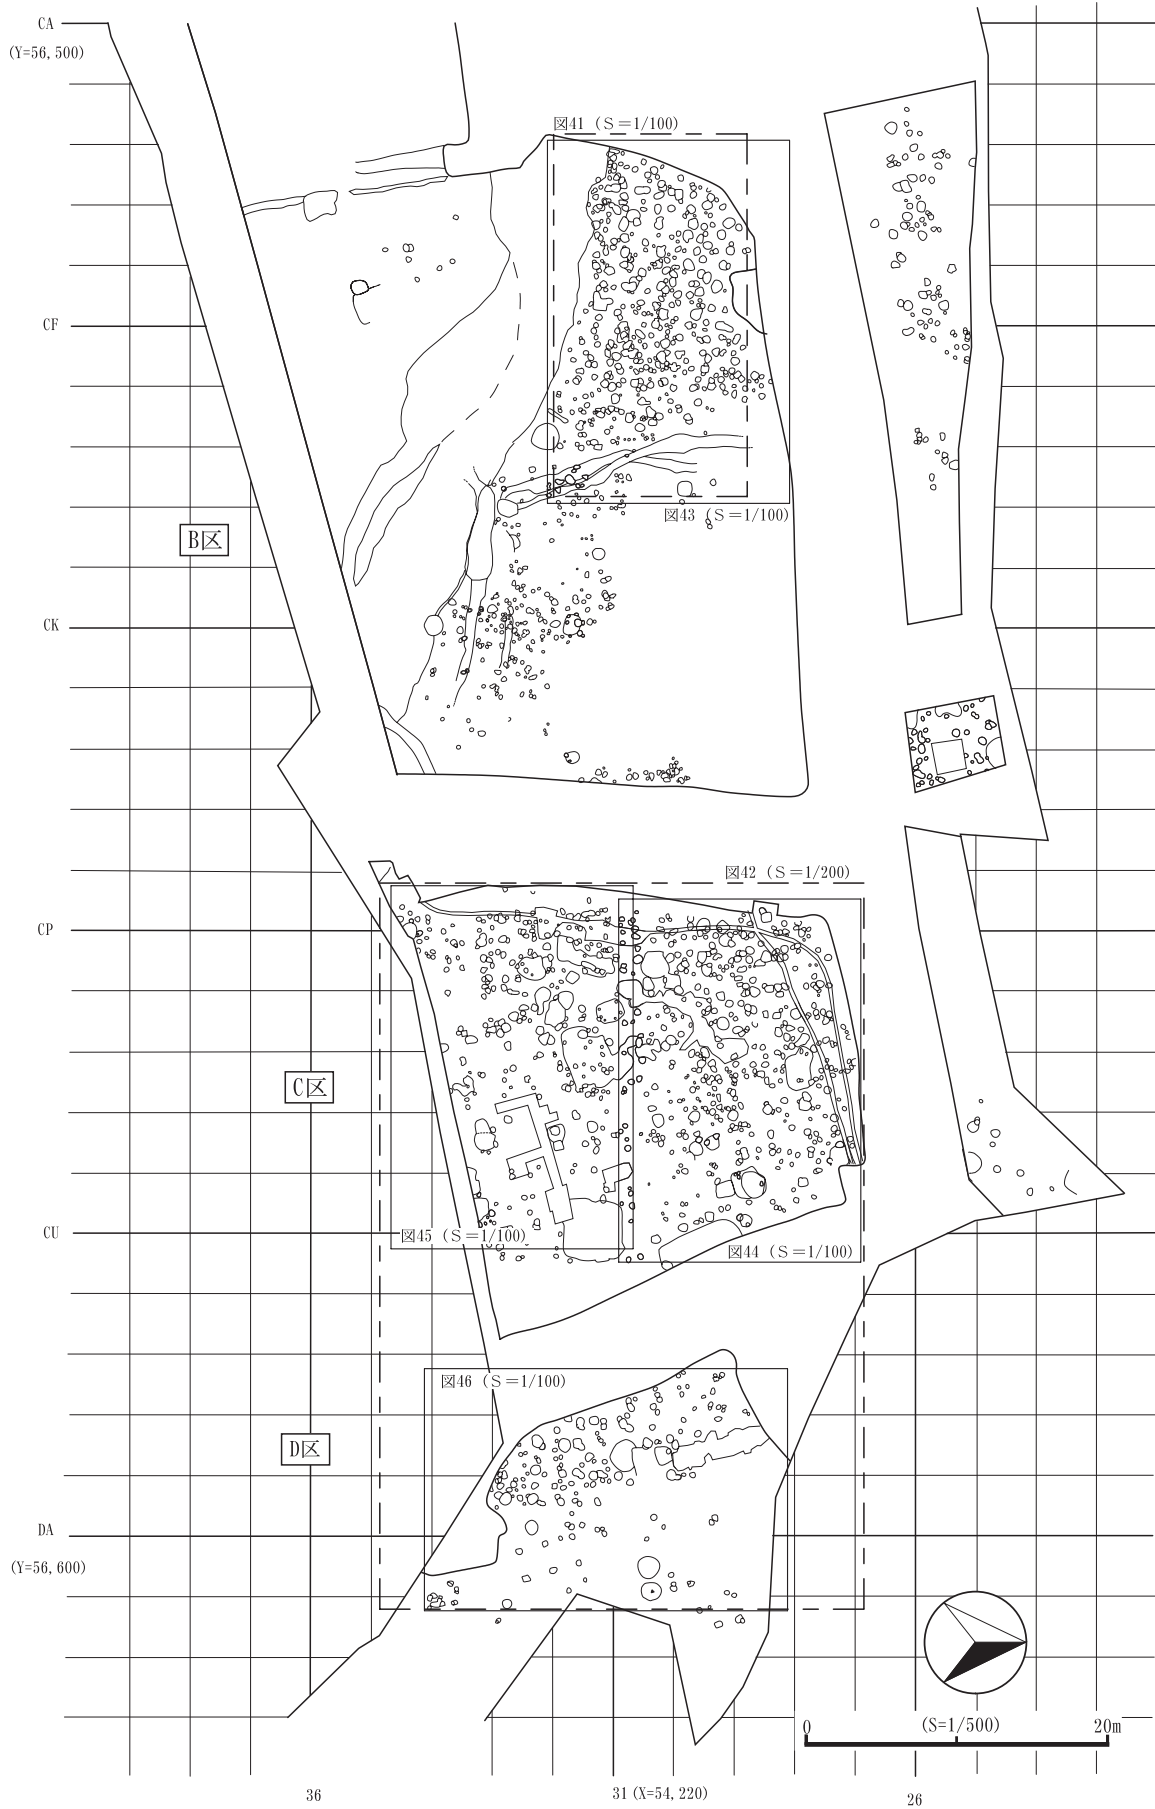 CA
(Y=56,500)
図41 (S=1/100)
CF
図43 (S=1/100)
B区
CK
図42 (S=1/200)
CP
C区
CU
図45 (S=1/100)
図44 (S=1/100)
図46 (S=1/100)
D区
DA
(Y=56,600)
0
(S=1/500)
20m
36
31 (X=54,220)
26